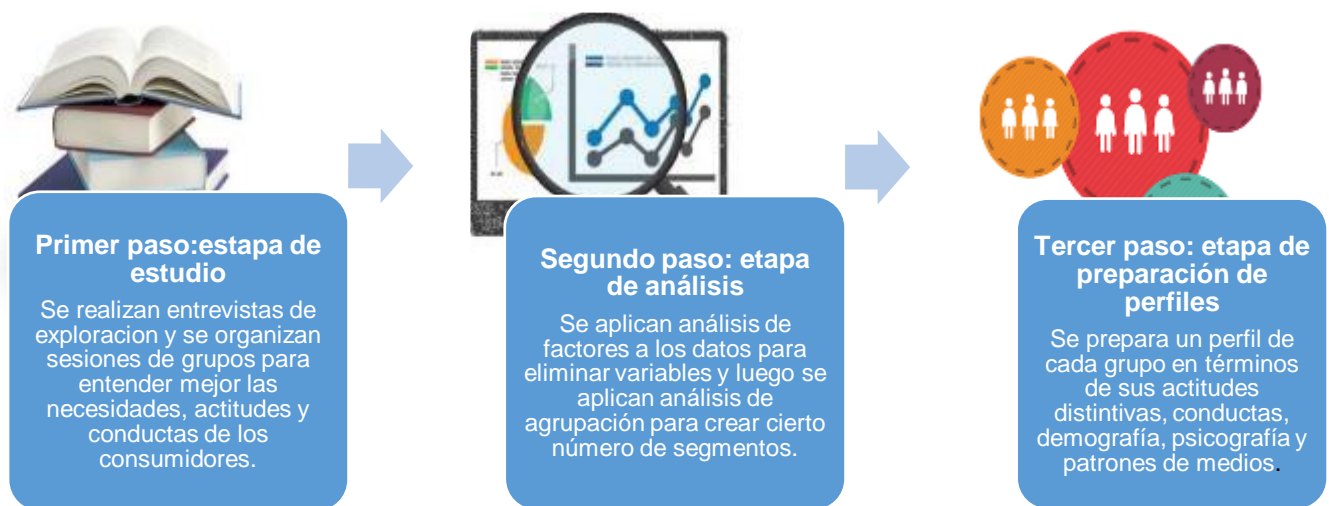 Primer paso:estapa de
estudio
Se realizan entrevistas de
exploracion y se organizan
sesiones de grupos para
entender mejor las
necesidades, actitudes y
conductas de los
consumidores.
Segundo paso: etapa
de análisis
Se aplican análisis de
factores a los datos para
eliminar variables y luego se
aplican análisis de
agrupación para crear cierto
número de segmentos.
Tercer paso: etapa de
preparación de
perfiles
Se prepara un perfil de
cada grupo en términos
de sus actitudes
distintivas, conductas,
demografía, psicografía y
patrones de medios.